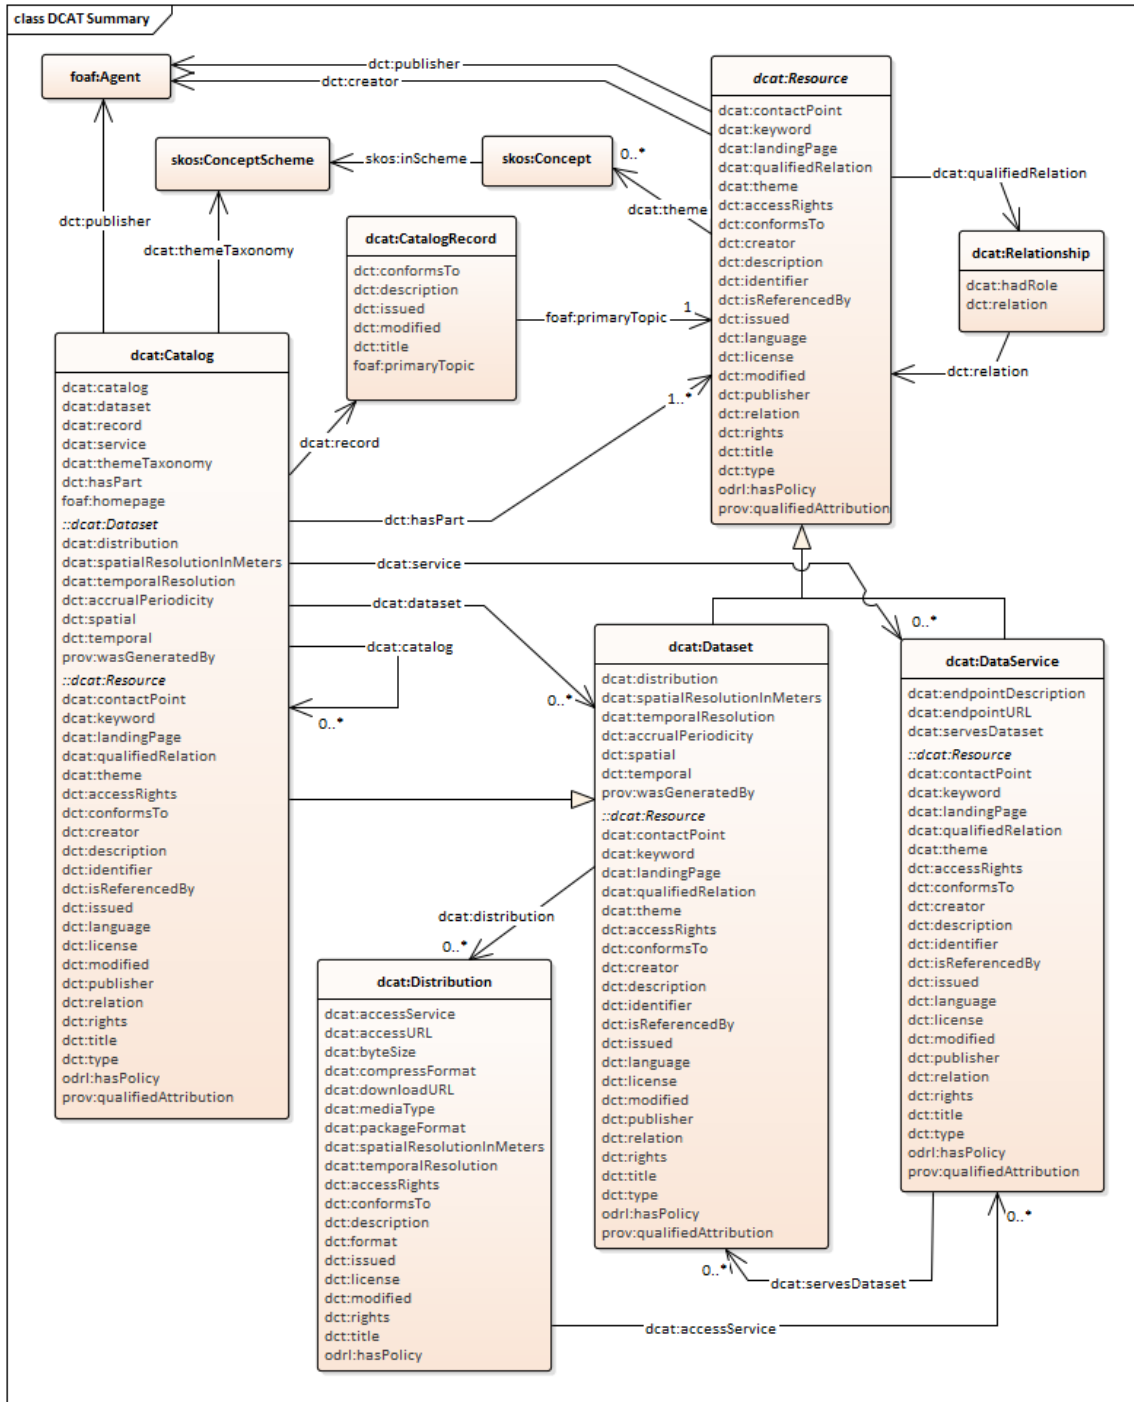 class DCAT Summary
foaf:Agent
dct:publisher
dct:creator
dcat:Resource
dcat:contactPoint
dcat:keyword
dcat:landingPage
dcat:qualifiedRelation
dcat:theme
dct:accessRights
dct:conformsTo
dct:creator
dct:description
dct:identifier
dct:isReferencedBy
dct:issued
dct:language
dct:license
dct:modified
dct:publisher
dct:relation
dct:rights
dct:title
dct:type
odrl:hasPolicy
prov:qualifiedAttribution
skos:ConceptScheme
skos:inScheme
skos:Concept
0..*
dcat:theme
dcat:qualifiedRelation
dcat:Relationship
dcat:hadRole
dct:relation
dct:relation
dct:publisher
dcat:themeTaxonomy
dcat:CatalogRecord
dct:conformsTo
dct:description
dct:issued
dct:modified
dct:title
foaf:primaryTopic
foaf:primaryTopic
1
1..*
dcat:record
dcat:Catalog
dcat:catalog
dcat:dataset
dcat:record
dcat:service
dcat:themeTaxonomy
dct:hasPart
foaf:homepage
::dcat:Dataset
dcat:distribution
dcat:spatialResolutionInMeters
dcat:temporalResolution
dct:accrualPeriodicity
dct:spatial
dct:temporal
prov:wasGeneratedBy
::dcat:Resource
dcat:contactPoint
dcat:keyword
dcat:landingPage
dcat:qualifiedRelation
dcat:theme
dct:accessRights
dct:conformsTo
dct:creator
dct:description
dct:identifier
dct:isReferencedBy
dct:issued
dct:language
dct:license
dct:modified
dct:publisher
dct:relation
dct:rights
dct:title
dct:type
odrl:hasPolicy
prov:qualifiedAttribution
dct:hasPart
dcat:service
0..*
dcat:dataset
0..*
dcat:catalog
0..*
dcat:Dataset
dcat:distribution
dcat:spatialResolutionInMeters
dcat:temporalResolution
dct:accrualPeriodicity
dct:spatial
dct:temporal
prov:wasGeneratedBy
::dcat:Resource
dcat:contactPoint
dcat:keyword
dcat:landingPage
dcat:qualifiedRelation
dcat:theme
dct:accessRights
dct:conformsTo
dct:creator
dct:description
dct:identifier
dct:isReferencedBy
dct:issued
dct:language
dct:license
dct:modified
dct:publisher
dct:relation
dct:rights
dct:title
dct:type
odrl:hasPolicy
prov:qualifiedAttribution
dcat:DataService
dcat:endpointDescription
dcat:endpointURL
dcat:servesDataset
::dcat:Resource
dcat:contactPoint
dcat:keyword
dcat:landingPage
dcat:qualifiedRelation
dcat:theme
dct:accessRights
dct:conformsTo
dct:creator
dct:description
dct:identifier
dct:isReferencedBy
dct:issued
dct:language
dct:license
dct:modified
dct:publisher
dct:relation
dct:rights
dct:title
dct:type
odrl:hasPolicy
prov:qualifiedAttribution
dcat:distribution
0..*
dcat:Distribution
dcat:accessService
dcat:accessURL
dcat:byteSize
dcat:compressFormat
dcat:downloadURL
dcat:mediaType
dcat:packageFormat
dcat:spatialResolutionInMeters
dcat:temporalResolution
dct:accessRights
dct:conformsTo
dct:description
dct:format
dct:issued
dct:license
dct:modified
dct:rights
dct:title
odrl:hasPolicy
0..*
dcat:servesDataset
0..*
dcat:accessService